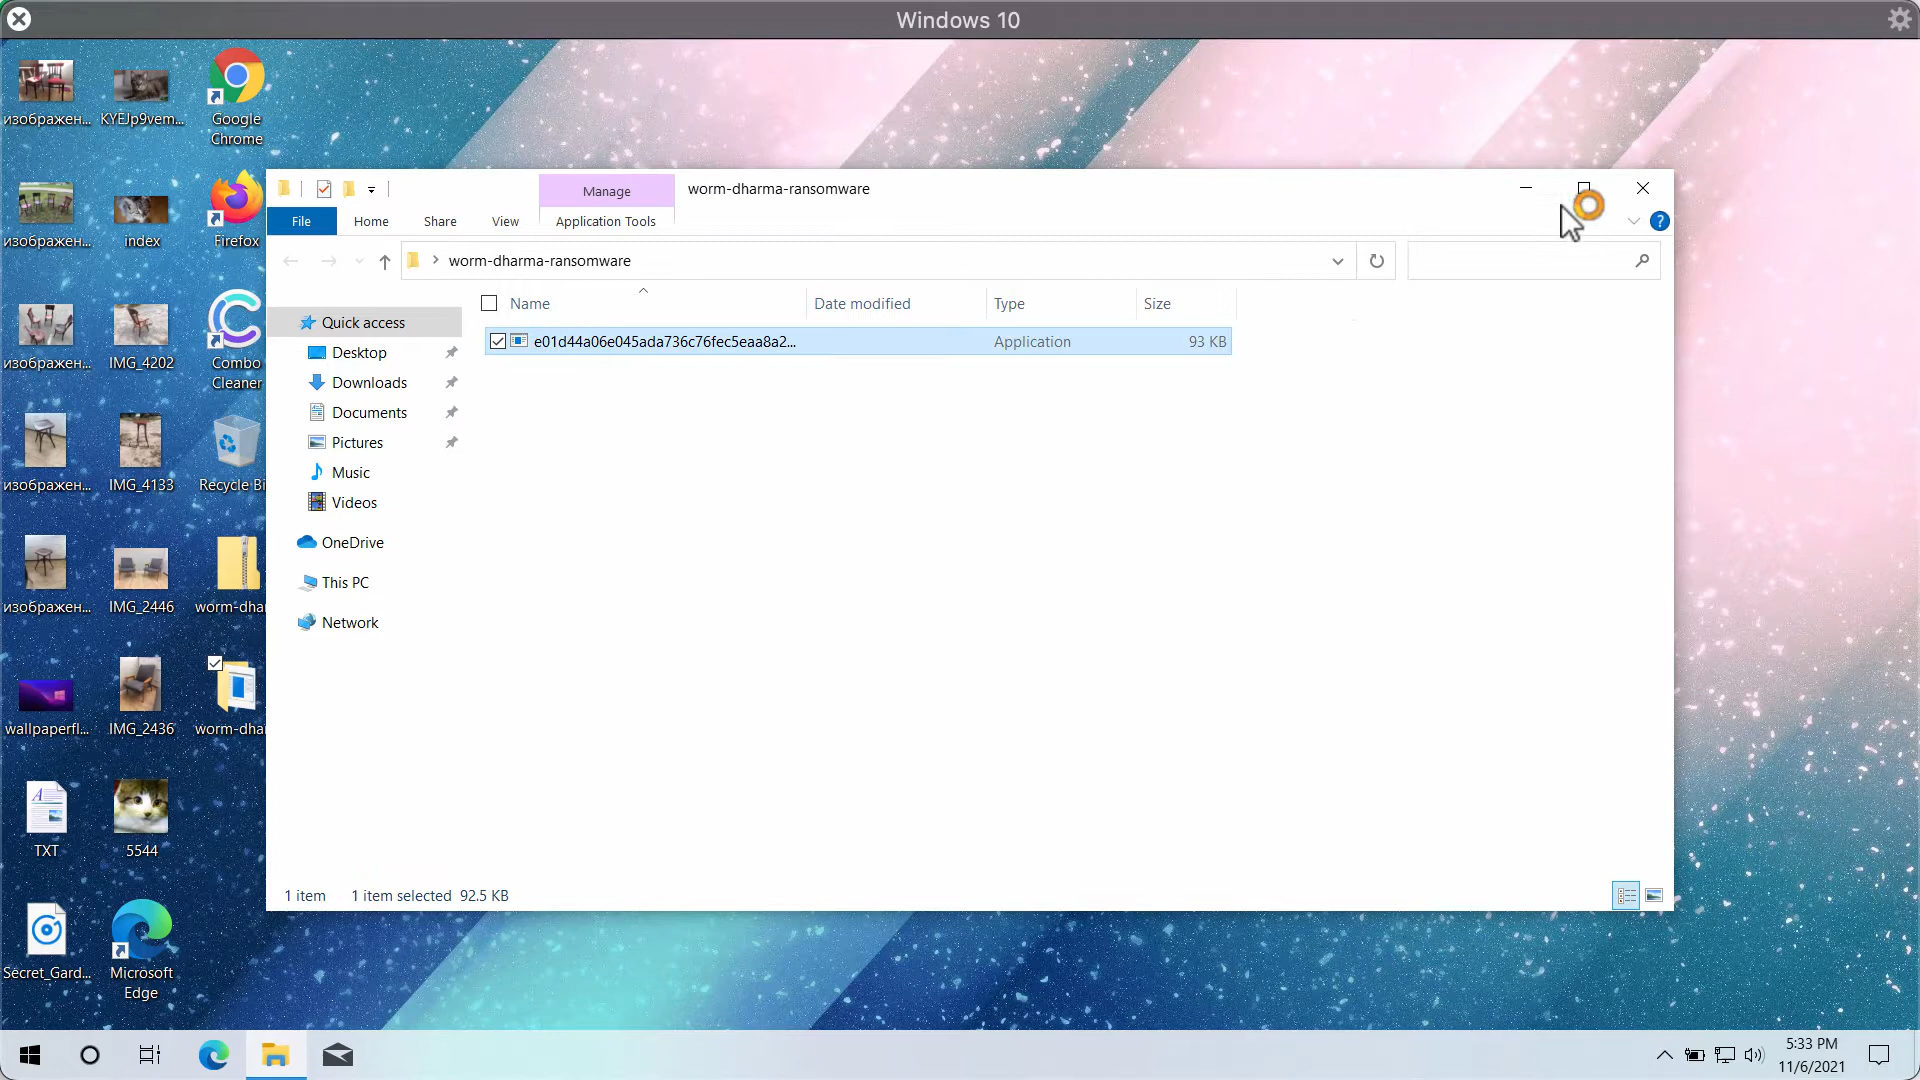 Windows 10
изображен...
KYEJp9vem...
Google
Chrome
изображен...
index
Firefox
изображен...
IMG_4202
Combo
Cleaner
изображен...
IMG_4133
Recycle Bi
изображен...
IMG_2446
worm-dhar
wallpaperfl...
IMG_2436
worm-dhar
TXT
5544
Secret_Gard...
Microsoft
Edge
Manage
worm-dharma-ransomware
File
Home
Share
View
Application Tools
worm-dharma-ransomware
Name
Date modified
Type
Size
e01d44a06e045ada736c76fec5eaa8a2...
Application
93 KB
Quick access
Desktop
Downloads
Documents
Pictures
Music
Videos
OneDrive
This PC
Network
1 item
1 item selected 92.5 KB
5:33 PM
11/6/2021